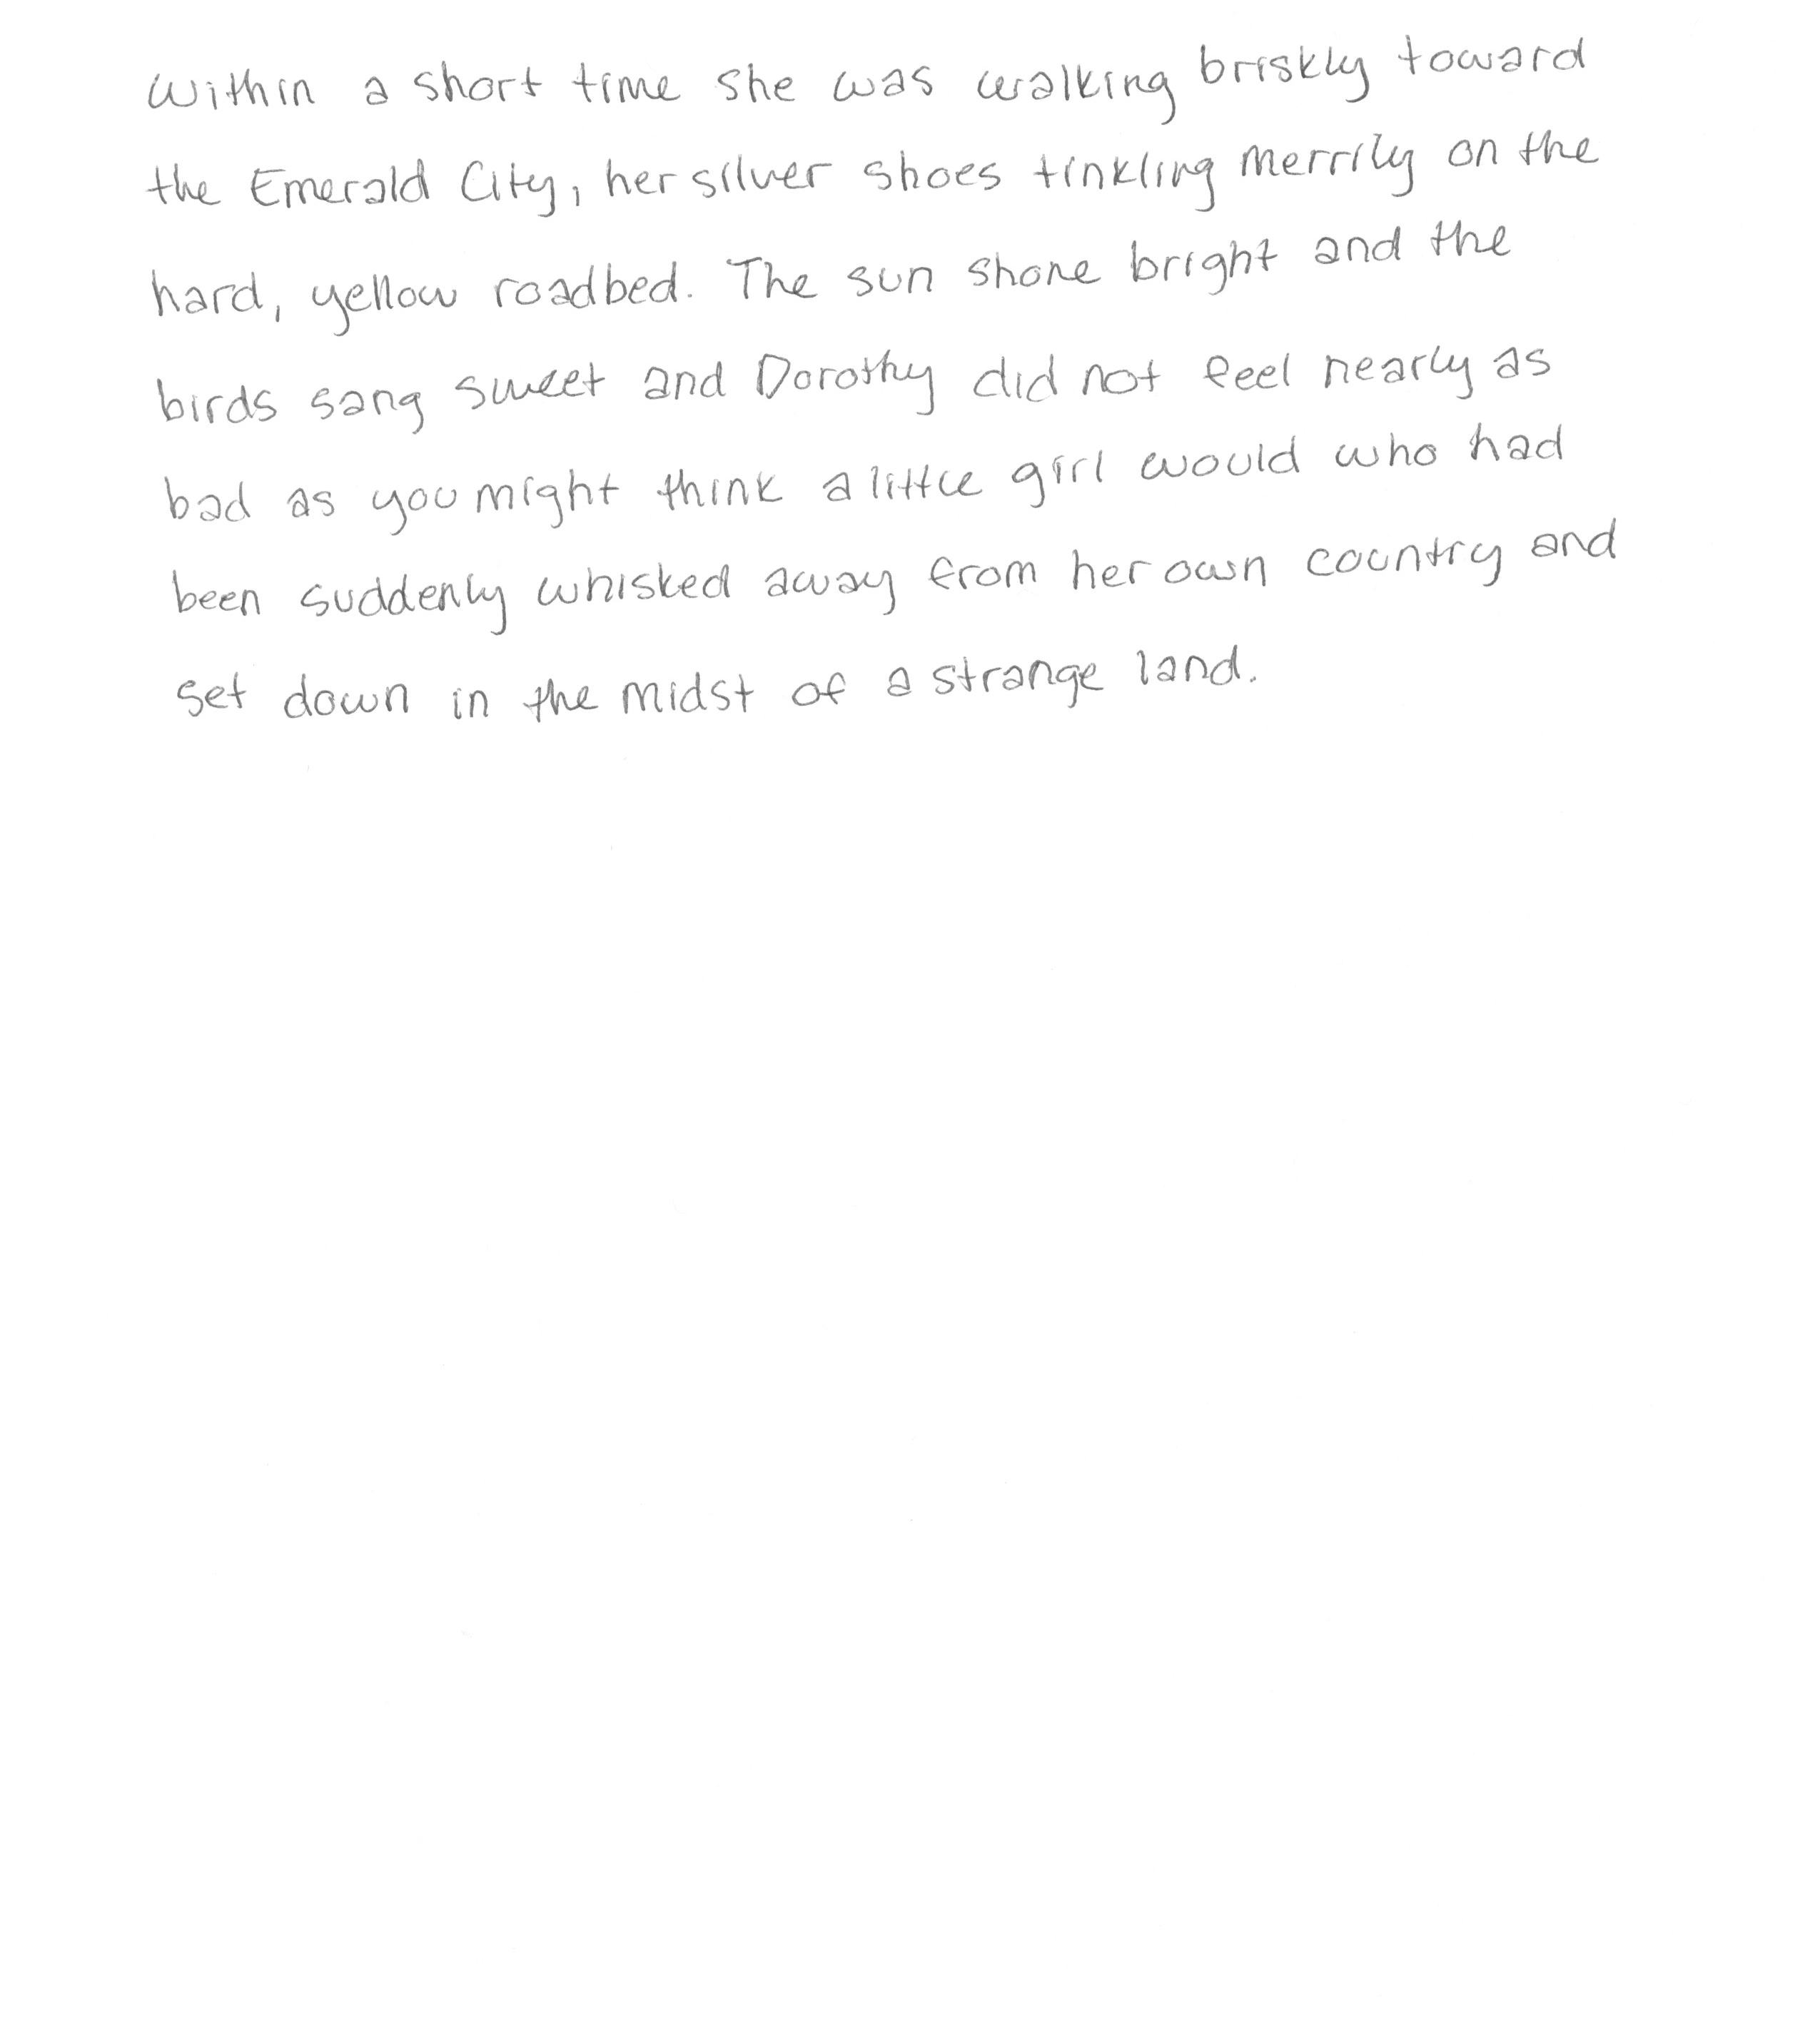 Within a short time she was walking briskly toward
the Emerald City, her silver shoes tinkling merrily on the
hard, yellow roadbed. The sun shone bright and the
birds sang sweet and Dorothy did not feel nearly as
bad as you might think a little girl would who had
been suddenly whisked away from her own country and
set down in the midst of a strange land.